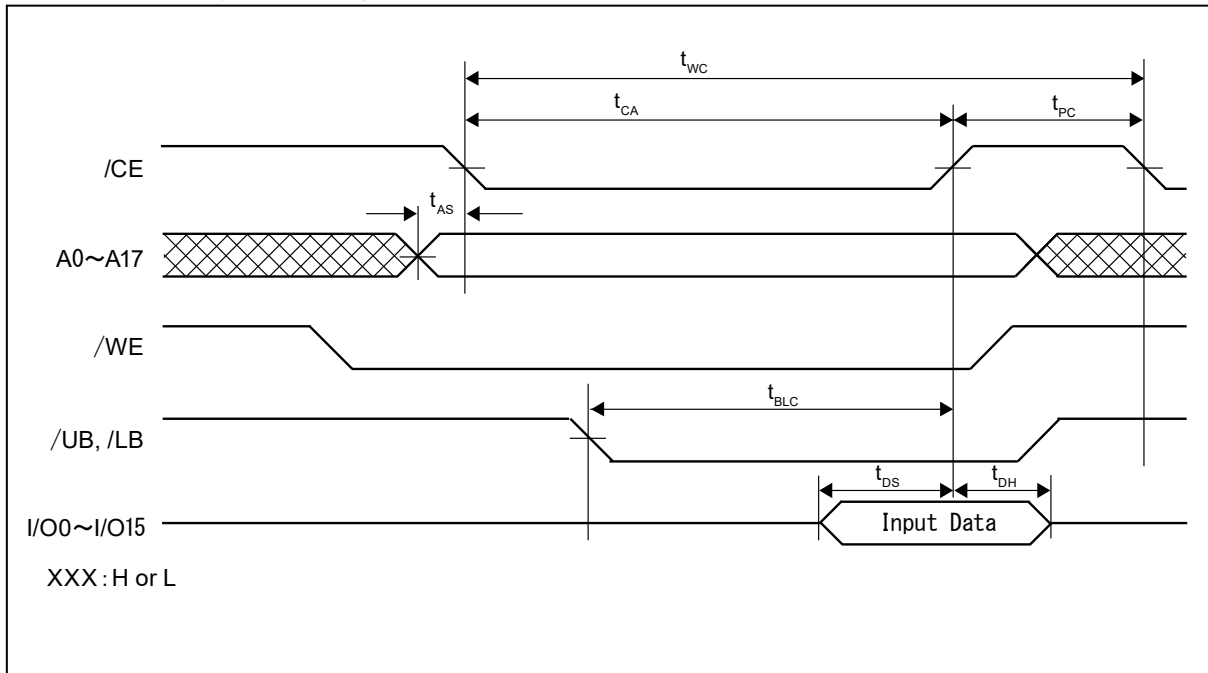 tWC
tCA
tPC
/CE
tAS
A0～A17
/WE
tBLC
/UB, /LB
tDS
tDH
I/O0～I/O15
Input Data
XXX : H or L